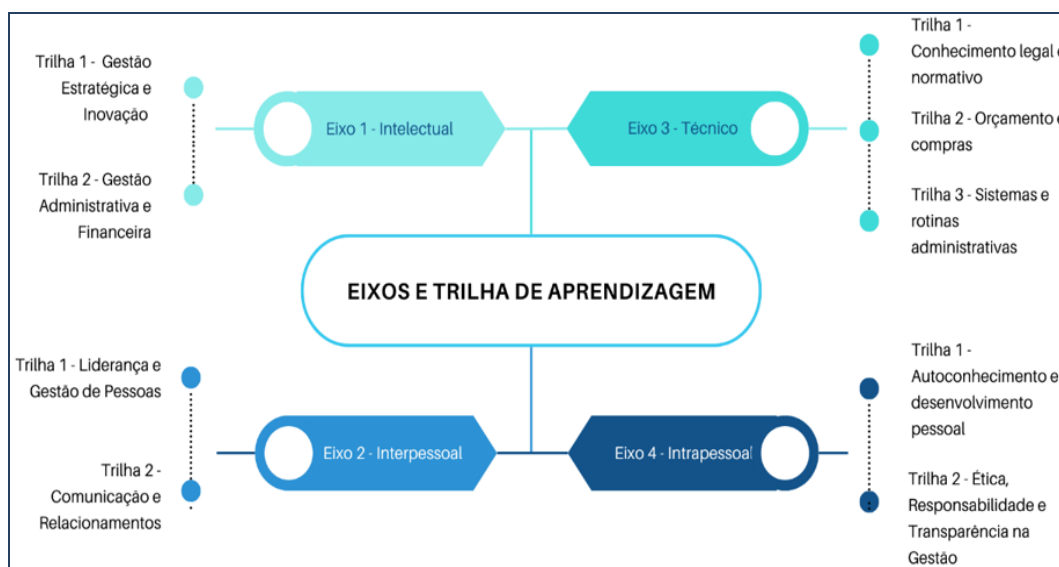 Trilha 1 - Gestão
Estratégica e
Inovação
Trilha 2 - Gestão
Administrativa e
Financeira
Eixo 1 - Intelectual
Eixo 3 - Técnico
Trilha 1 -
Conhecimento legal e
normativo
Trilha 2 - Orçamento e
compras
Trilha 3 - Sistemas e
rotinas
administrativas
EIXOS E TRILHA DE APRENDIZAGEM
Trilha 1 - Liderança e
Gestão de Pessoas
Trilha 2 -
Comunicação e
Relacionamentos
Eixo 2 - Interpessoal
Eixo 4 - Intrapessoal
Trilha 1 -
Autoconhecimento e
desenvolvimento
pessoal
Trilha 2 - Ética,
Responsabilidade e
Transparência na
Gestão